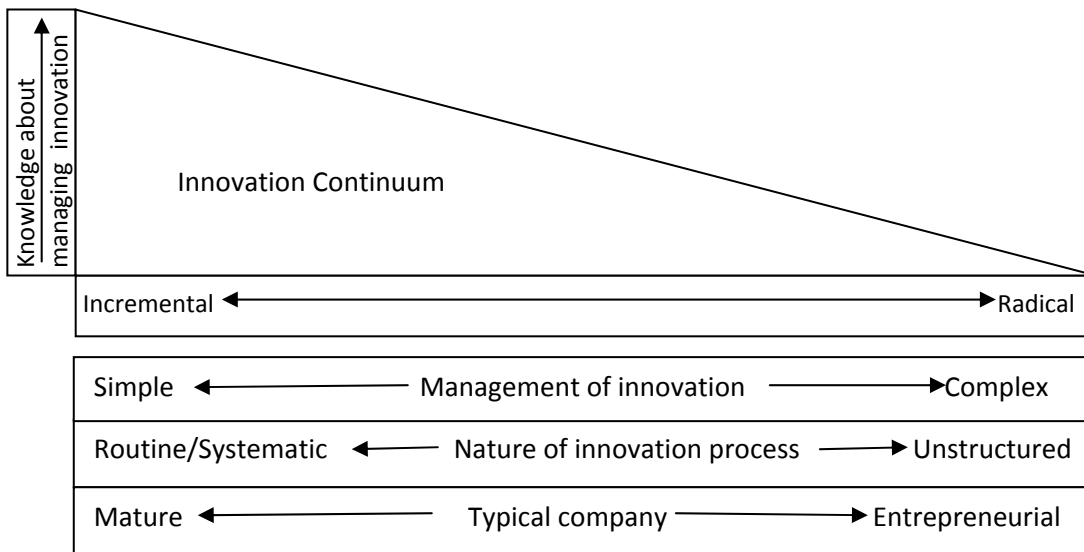 Knowledge about
managing innovation
Innovation Continuum
Incremental Radical
Simple Management of innovation Complex
Routine/Systematic Nature of innovation process Unstructured
Mature Typical company Entrepreneurial